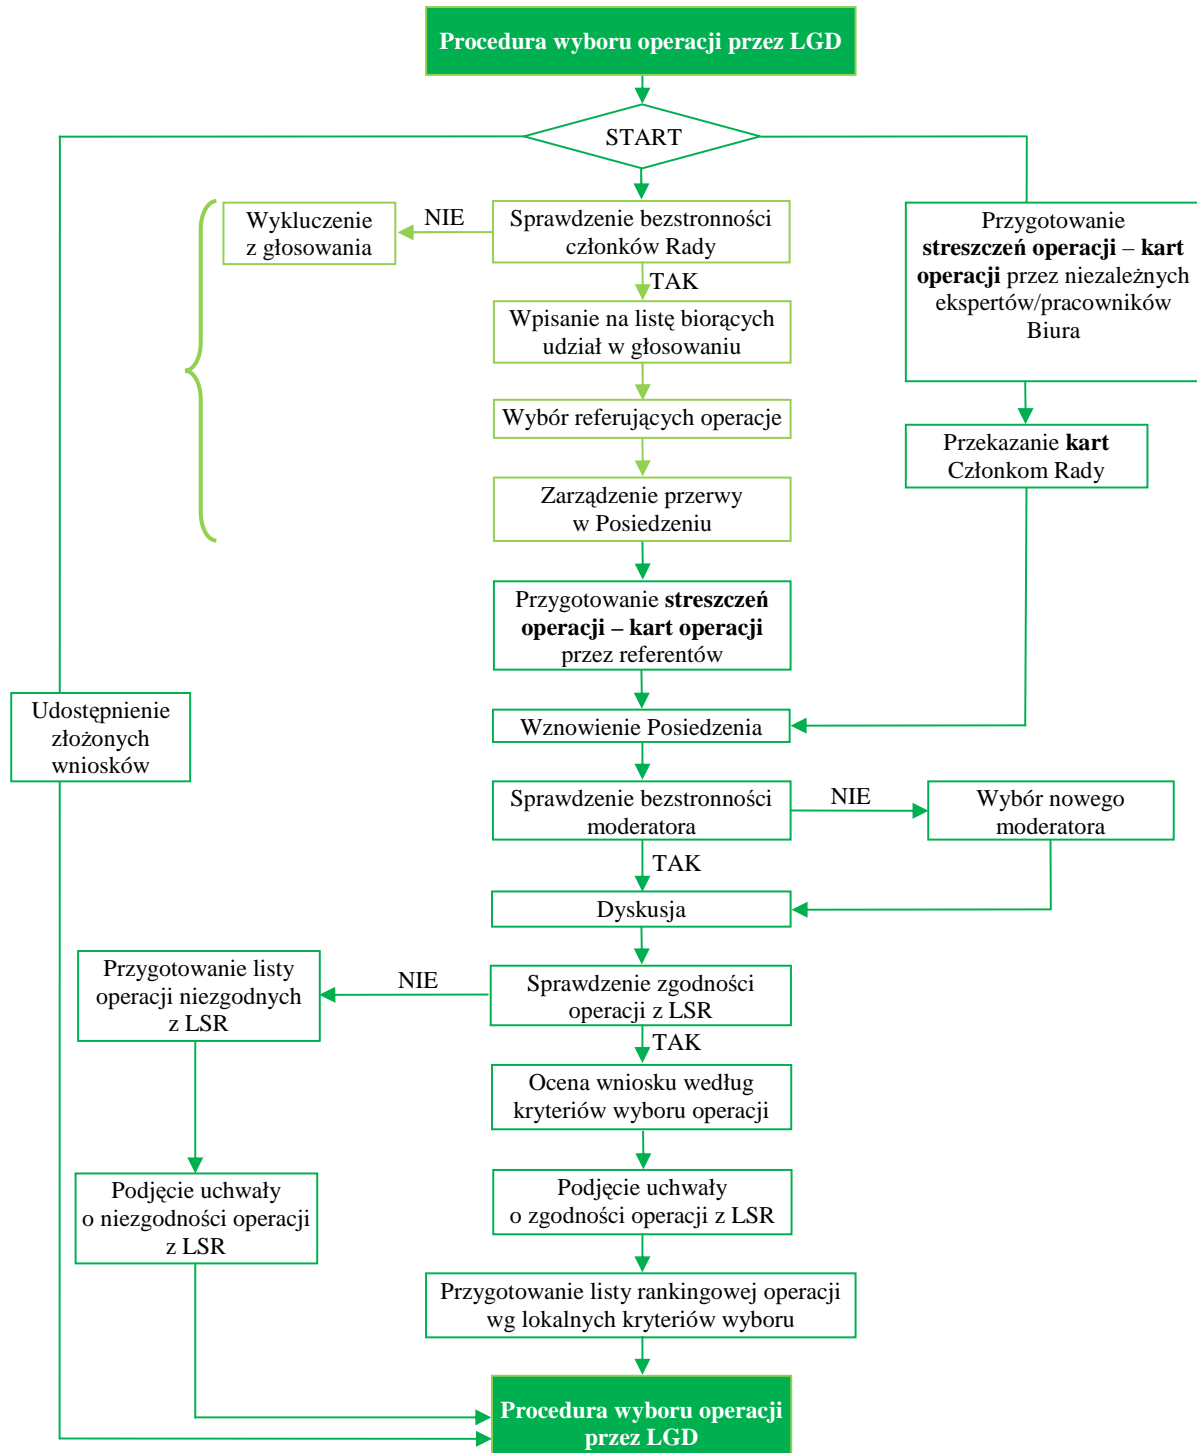 Procedura wyboru operacji przez LGD
START
Wykluczenie
z głosowania
NIE
Sprawdzenie bezstronności
członków Rady
TAK
Przygotowanie
streszczeń operacji – kart
operacji przez niezależnych
ekspertów/pracowników
Biura
Wpisanie na listę biorących
udział w głosowaniu
Wybór referujących operacje
Przekazanie kart
Członkom Rady
Zarządzenie przerwy
w Posiedzeniu
Przygotowanie streszczeń
operacji – kart operacji
przez referentów
Udostępnienie
złożonych
wniosków
Wznowienie Posiedzenia
Sprawdzenie bezstronności
moderatora
NIE
Wybór nowego
moderatora
TAK
Dyskusja
Przygotowanie listy
operacji niezgodnych
z LSR
NIE
Sprawdzenie zgodności
operacji z LSR
TAK
Ocena wniosku według
kryteriów wyboru operacji
Podjęcie uchwały
o niezgodności operacji
z LSR
Podjęcie uchwały
o zgodności operacji z LSR
Przygotowanie listy rankingowej operacji
wg lokalnych kryteriów wyboru
Procedura wyboru operacji
przez LGD